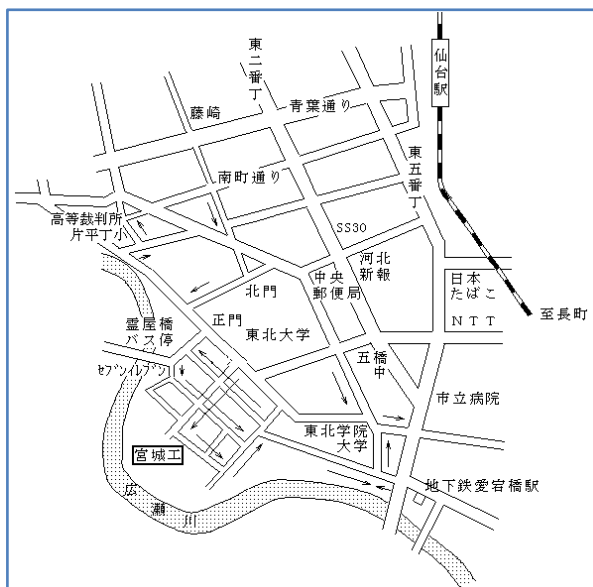 仙台駅
東二番丁
青葉通り
藤崎
東五番丁
南町通り
高等裁判所
片平丁小
SS30
河北
新報
中央
郵便局
日本
たばこ
NTT
至長町
北門
正門
東北大学
霊屋橋
バス停
五橋
中
ｾﾌﾞﾝｲﾚﾌﾞﾝ
市立病院
東北学院
大学
宮城工
地下鉄愛宕橋駅
広瀬川